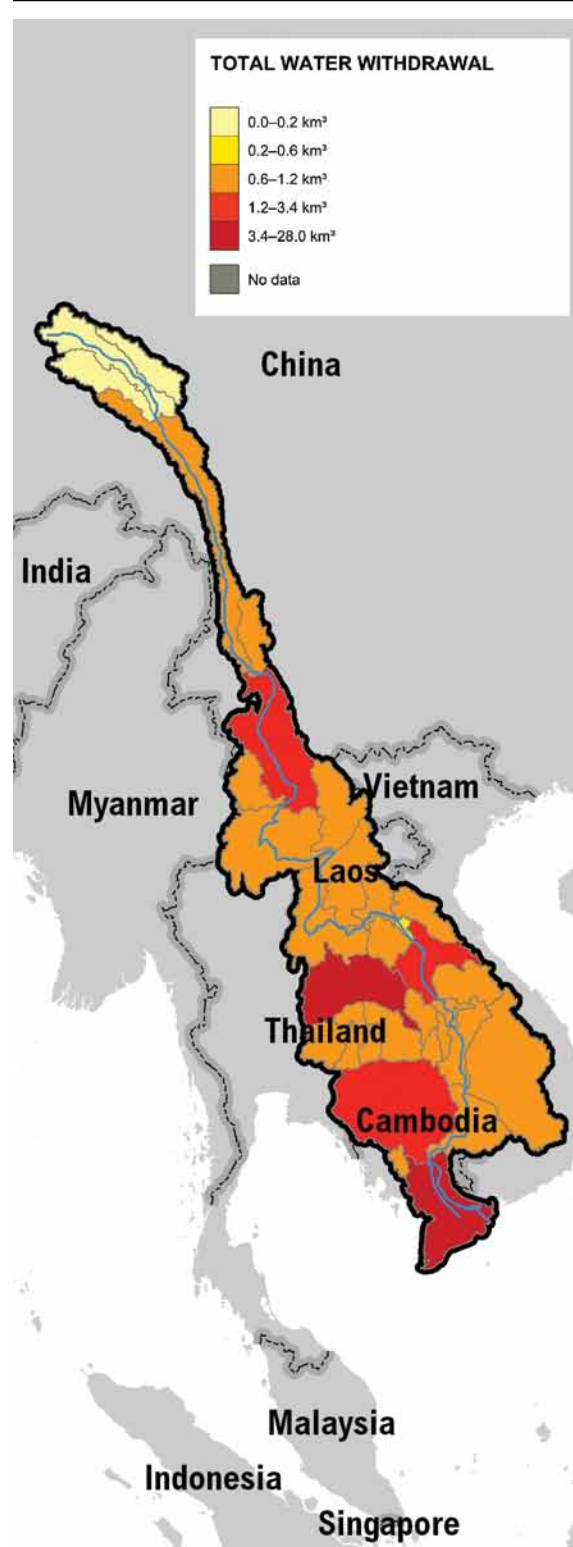 TOTAL WATER WITHDRAWAL
0.0–0.2 km³
0.2–0.6 km³
0.6–1.2 km³
1.2–3.4 km³
3.4–28.0 km³
No data
China
India
Vietnam
Myanmar
Laos
Thailand
Cambodia
Malaysia
Indonesia
Singapore